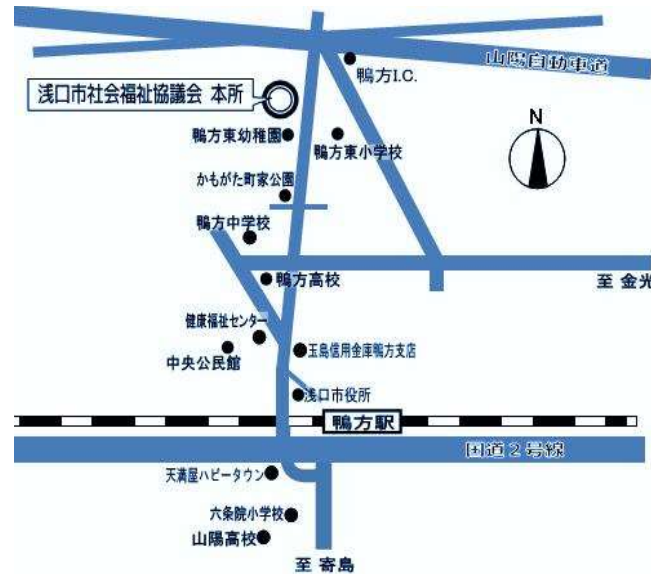 山陽自動車道
鴨方I.C.
浅口市社会福祉協議会 本所
鴨方東幼稚園
鴨方東小学校
N
かもがた町家公園
鴨方中学校
鴨方高校
至 金光
健康福祉センター
玉島信用金庫鴨方支店
中央公民館
浅口市役所
鴨方駅
国道2号線
天満屋ハピータウン
六条院小学校
山陽高校
至 寄島